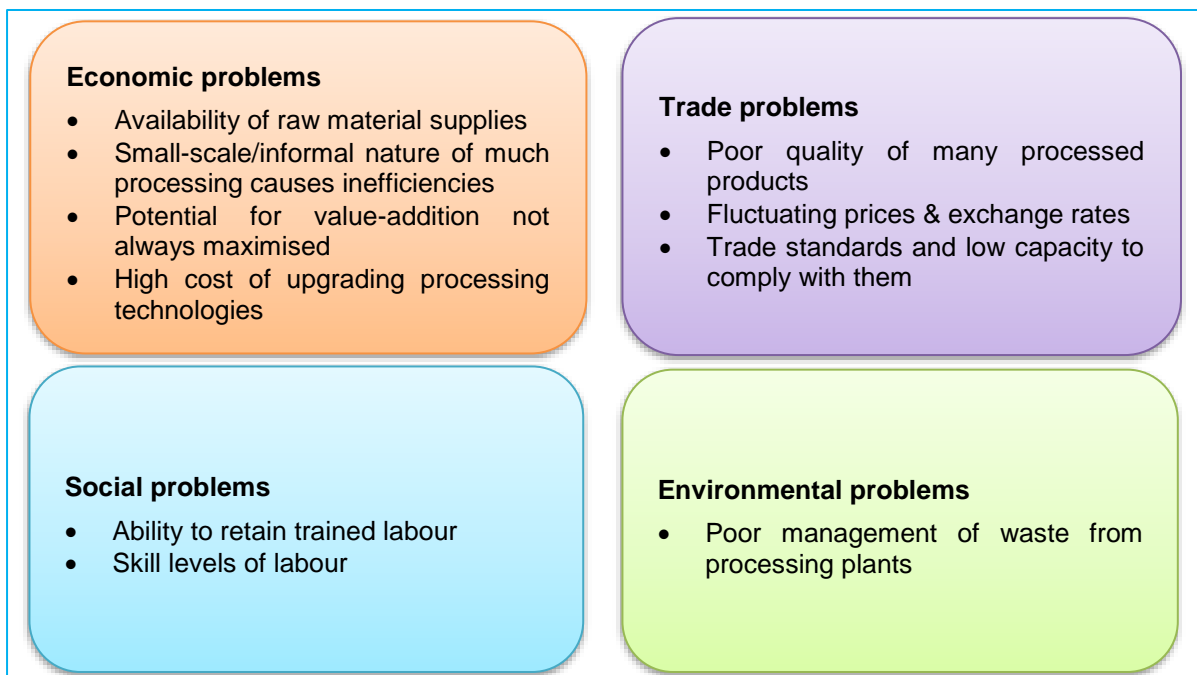 Economic problems
• Availability of raw material supplies
• Small-scale/informal nature of much
processing causes inefficiencies
• Potential for value-addition not
always maximised
• High cost of upgrading processing
technologies
Trade problems
• Poor quality of many processed
products
• Fluctuating prices & exchange rates
• Trade standards and low capacity to
comply with them
Social problems
• Ability to retain trained labour
• Skill levels of labour
Environmental problems
• Poor management of waste from
processing plants